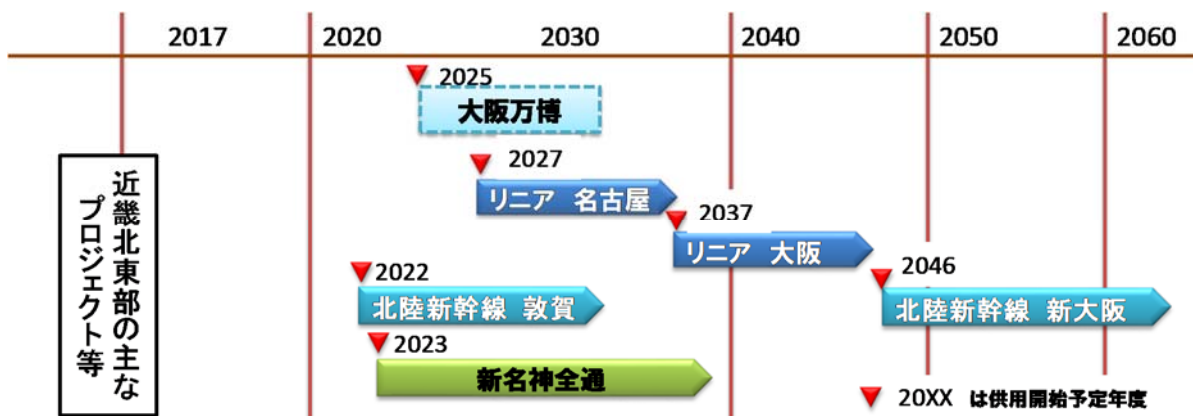 2017 2020 2030 2040 2050 2060
2025
大阪万博
2027
リニア 名古屋
2037
リニア 大阪
2022
北陸新幹線 敦賀
2046
北陸新幹線 新大阪
2023
新名神全通
近畿北東部の主な
プロジェクト等
20XX は供用開始予定年度